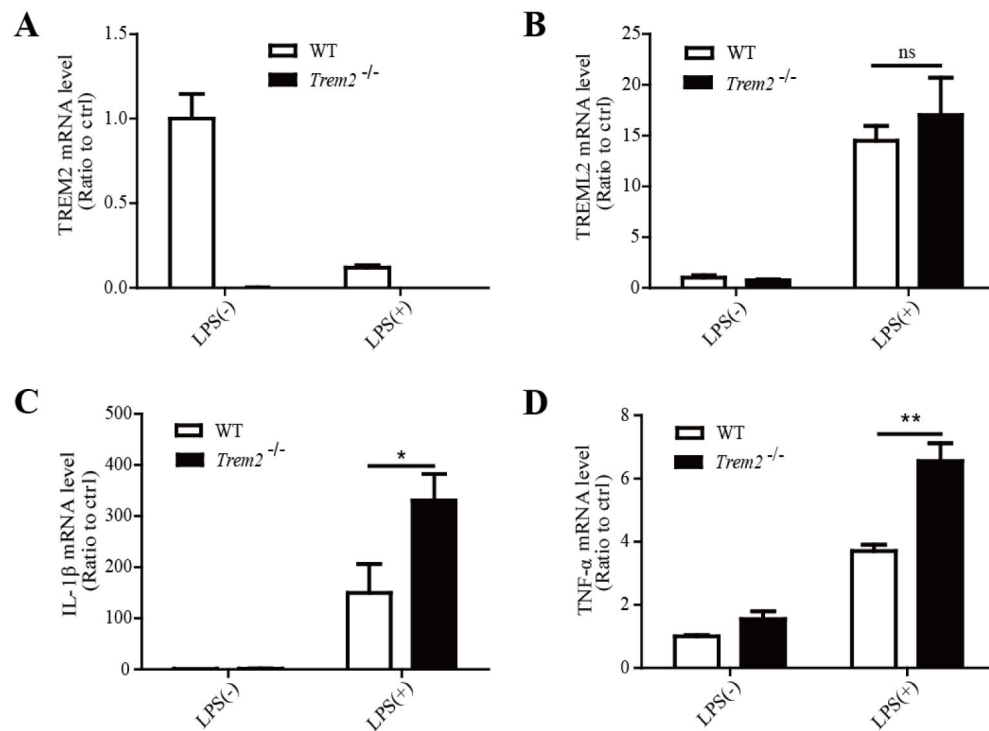 A
TREM2 mRNA level
(Ratio to ctrl)
1.5
1.0
0.5
0.0
WT
Trem2 -/-
LPS(-)
LPS(+)
B
TREML2 mRNA level
(Ratio to ctrl)
25
20
15
10
5
0
WT
Trem2 -/-
ns
LPS(-)
LPS(+)
C
IL-1β mRNA level
(Ratio to ctrl)
500
400
300
200
100
0
WT
Trem2 -/-
*
LPS(-)
LPS(+)
D
TNF-α mRNA level
(Ratio to ctrl)
8
6
4
2
0
WT
Trem2 -/-
**
LPS(-)
LPS(+)